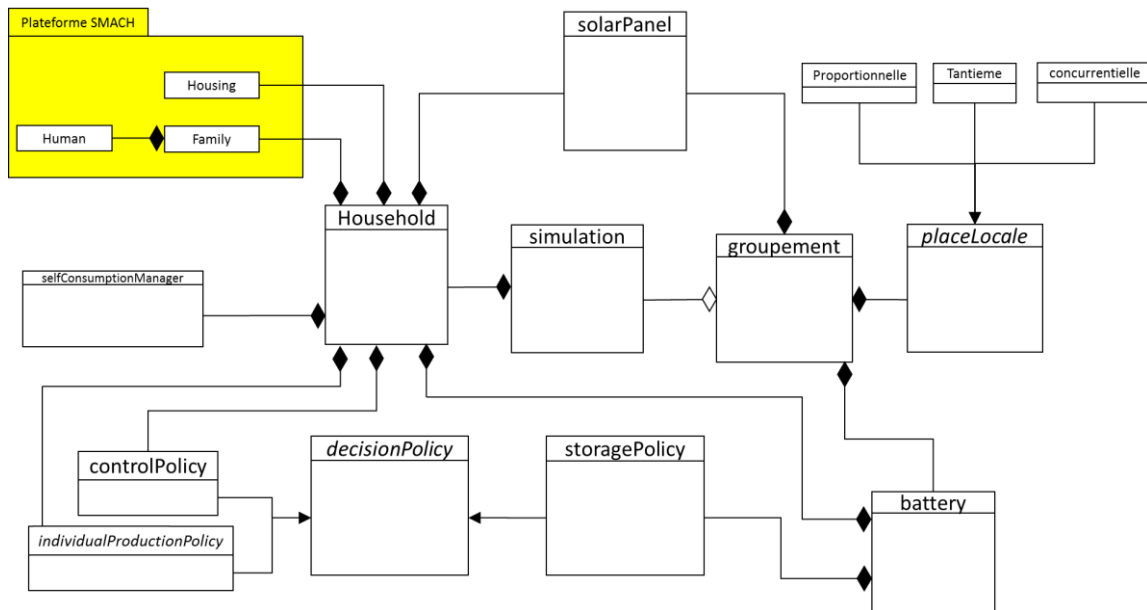 Plateforme SMACH
solarPanel
Housing
Human
Family
Proportionnelle
Tantieme
concurrentielle
Household
simulation
groupement
placeLocale
selfConsumptionManager
controlPolicy
decisionPolicy
storagePolicy
battery
individualProductionPolicy